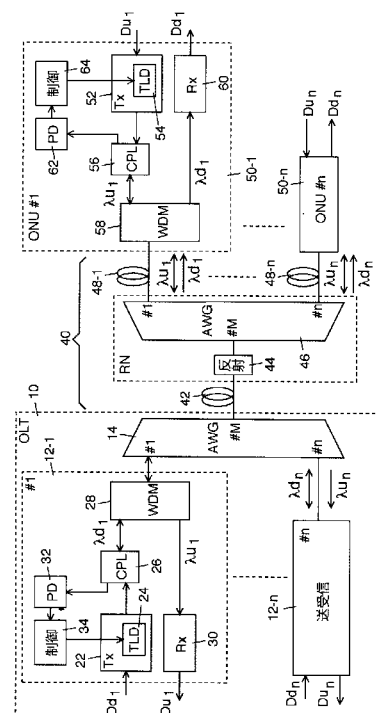 OLT
10
12-1
#1
32
PD
34
制御
λd1
CPL
26
28
WDM
22
Tx
24
TLD
30
Rx
λu1
Dd1
Du1
14
#1
AWG
#M
#n
λdn
λun
12-n
#n
送受信
Ddn
Dun
40
42
RN
反射
44
#1
AWG
#M
#n
46
48-1
λu1
λd1
48-n
λun
λdn
ONU #1
64
制御
PD
62
52
Tx
TLD
54
56
CPL
λu1
58
WDM
λd1
Rx
60
Du1
Dd1
50-1
50-n
ONU #n
Dun
Ddn